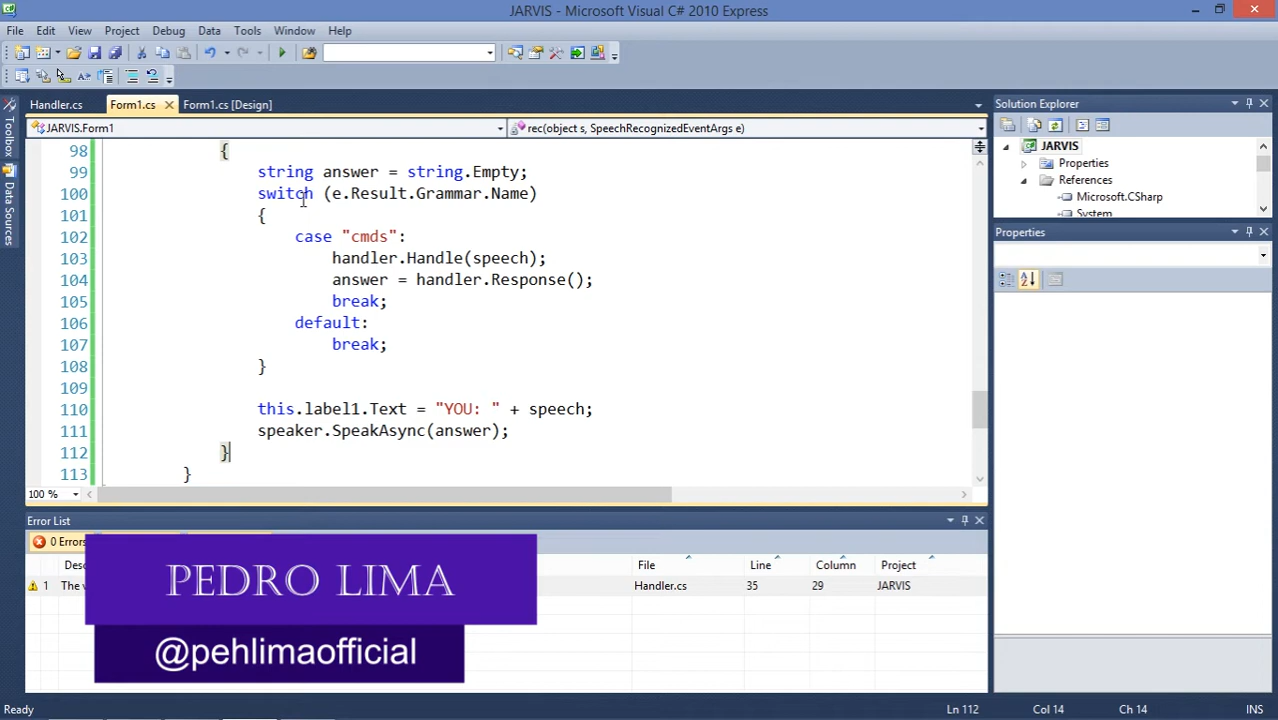 JARVIS - Microsoft Visual C# 2010 Express
File Edit View Project Debug Data Tools Window Help
Handler.cs Form1.cs Form1.cs [Design]
JARVIS.Form1 rec(object s, SpeechRecognizedEventArgs e)
98 {
99 string answer = string.Empty;
100 switch (e.Result.Grammar.Name)
101 {
102 case "cmds":
103 handler.Handle(speech);
104 answer = handler.Response();
105 break;
106 default:
107 break;
108 }
109
110 this.label1.Text = "YOU: " + speech;
111 speaker.SpeakAsync(answer);
112 }
113 }
100 %
Toolbox
Data Sources
Solution Explorer
JARVIS
Properties
References
Microsoft.CSharp
System
Properties
Error List
0 Errors
File Line Column Project
1 Handler.cs 35 29 JARVIS
PEDRO LIMA
@pehlimaofficial
Ready Ln 112 Col 14 Ch 14 INS